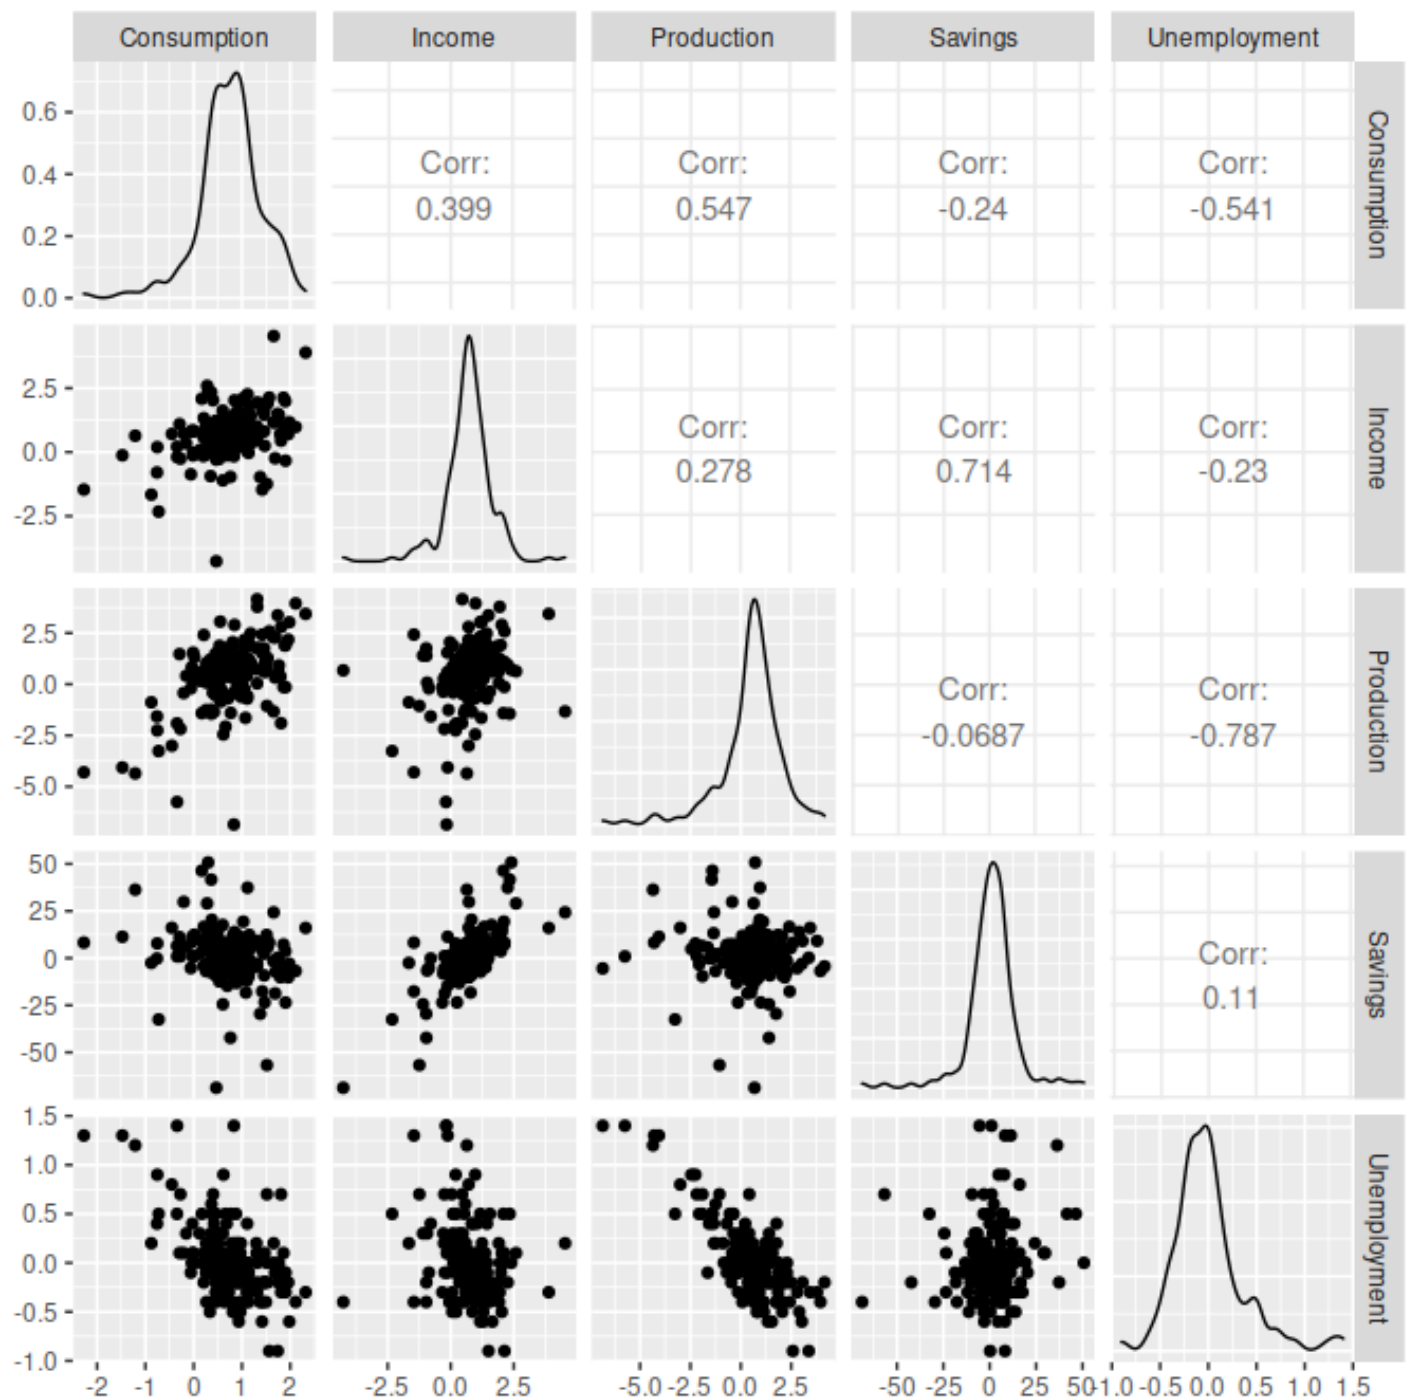 Consumption Income Production Savings Unemployment
0.6
0.4
0.2
0.0
Corr:
0.399
Corr:
0.547
Corr:
-0.24
Corr:
-0.541
Consumption
2.5
0.0
-2.5
Corr:
0.278
Corr:
0.714
Corr:
-0.23
Income
2.5
0.0
-2.5
-5.0
Corr:
-0.0687
Corr:
-0.787
Production
50
25
0
-25
-50
Corr:
0.11
Savings
1.5
1.0
0.5
0.0
-0.5
-1.0
Unemployment
-2 -1 0 1 2 -2.5 0.0 2.5 -5.0 -2.5 0.0 2.5 -50 -25 0 25 50 -1.0 -0.5 0.0 0.5 1.0 1.5